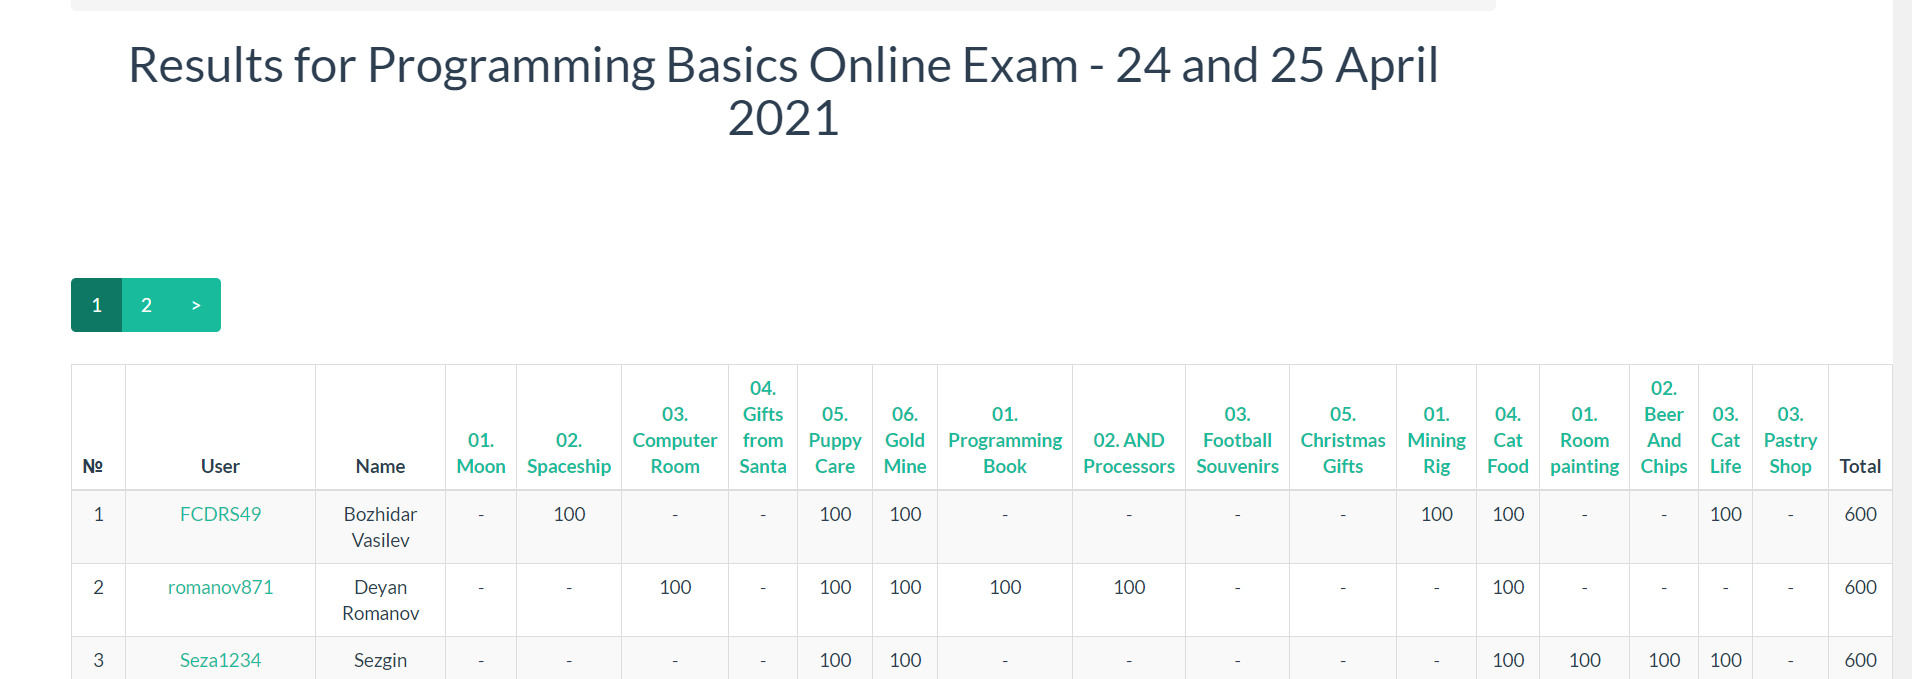 Results for Programming Basics Online Exam - 24 and 25 April
2021
1 2 >
№ User Name 01. Moon 02. Spaceship 03. Computer Room 04. Gifts from Santa 05. Puppy Care 06. Gold Mine 01. Programming Book 02. AND Processors 03. Football Souvenirs 05. Christmas Gifts 01. Mining Rig 04. Cat Food 01. Room painting 02. Beer And Chips 03. Cat Life 03. Pastry Shop Total
1 FCDRS49 Bozhidar Vasilev - 100 - - 100 100 - - - - 100 100 - - 100 - 600
2 romanov871 Deyan Romanov - - 100 - 100 100 100 100 - - - 100 - - - - 600
3 Seza1234 Sezgin - - - - 100 100 - - - - - 100 100 100 100 - 600